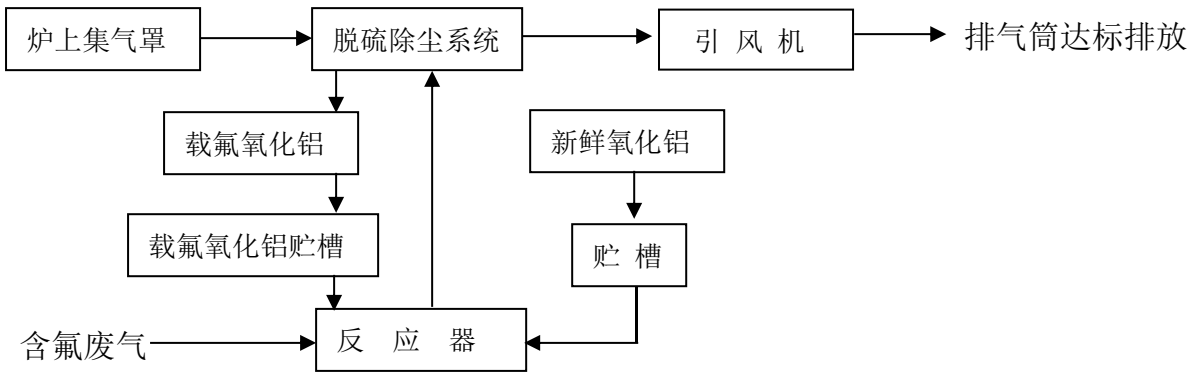 炉上集气罩
脱硫除尘系统
引 风 机
排气筒达标排放
载氟氧化铝
新鲜氧化铝
载氟氧化铝贮槽
贮 槽
含氟废气
反 应 器